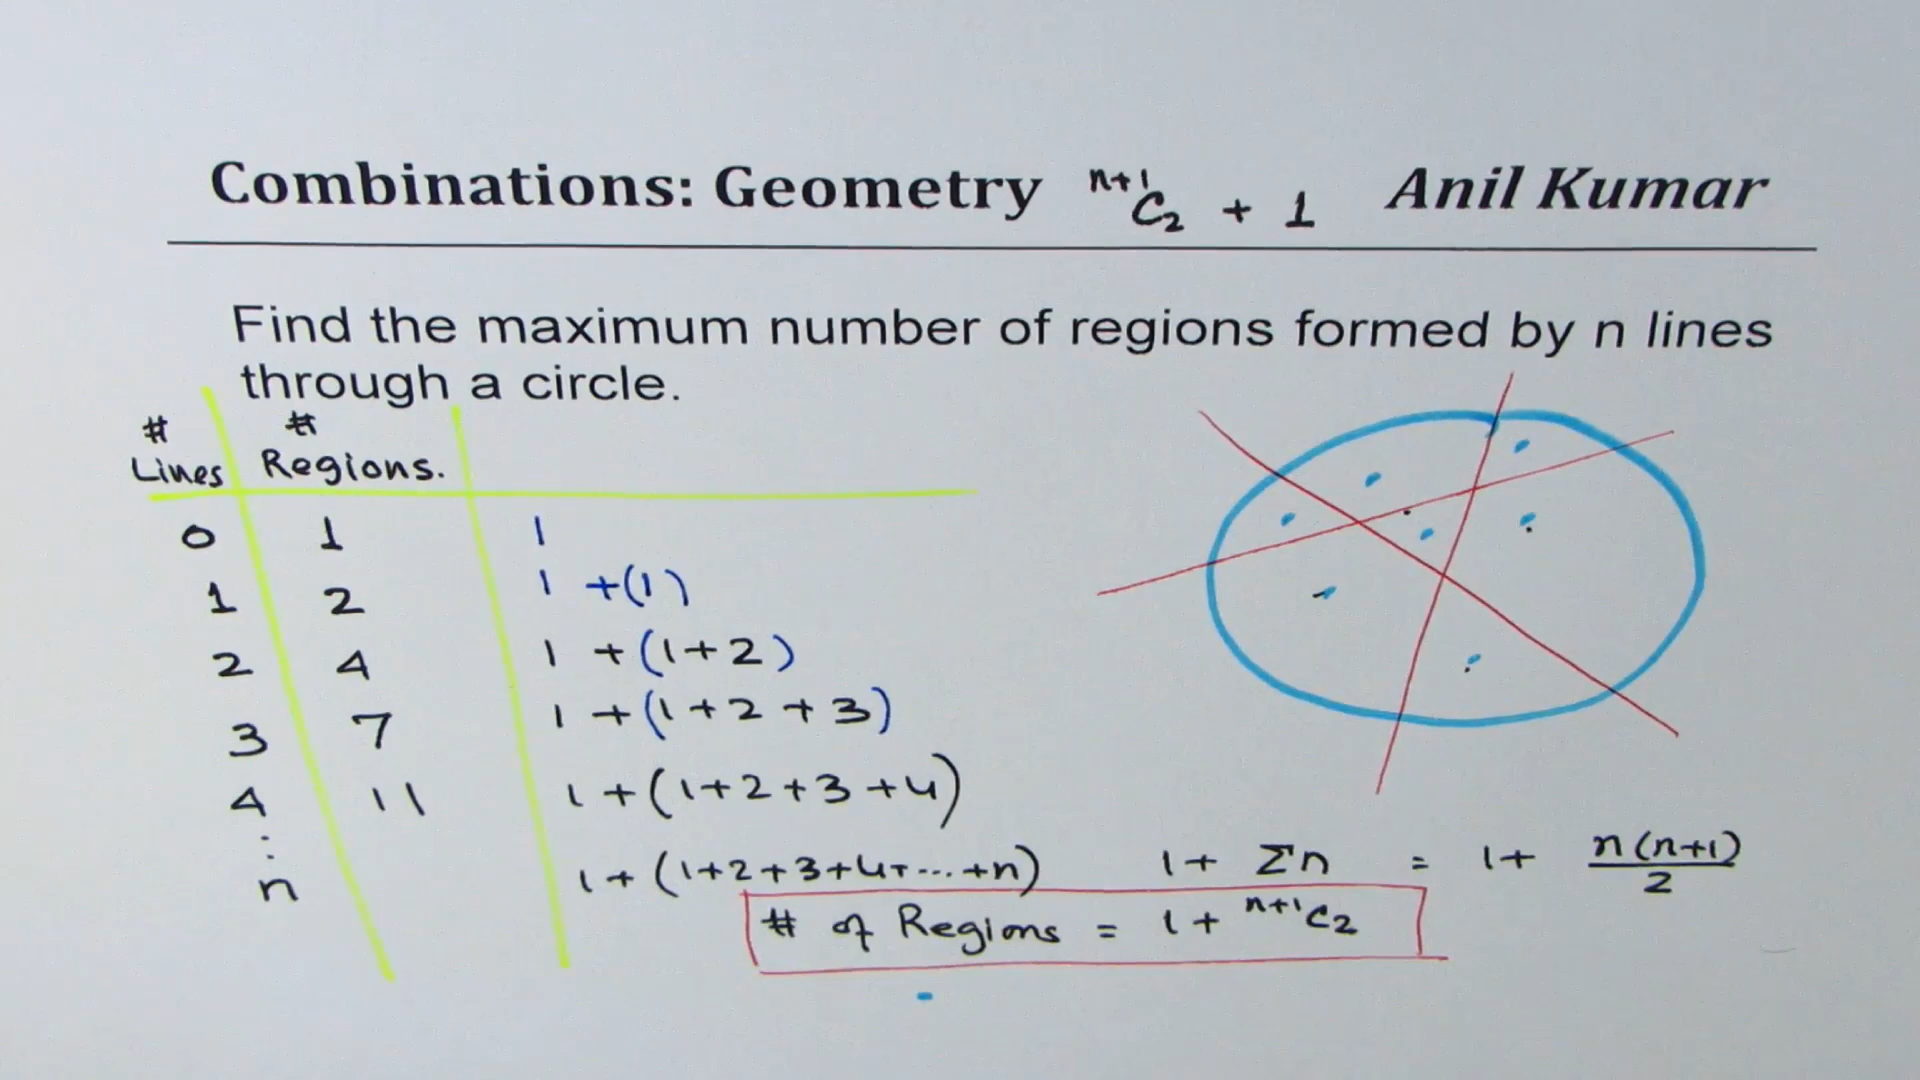 Combinations: Geometry ⁿ⁺¹C₂ + 1 Anil Kumar
Find the maximum number of regions formed by n lines
through a circle.
# Lines # Regions.
0 1 1
1 2 1 +(1)
2 4 1 +(1+2)
3 7 1 +(1+2+3)
4 11 1+(1+2+3+4)
:
n 1+(1+2+3+4+...+n) 1+ Σn = 1+ n(n+1)/2
# of Regions = 1+ ⁿ⁺¹C₂